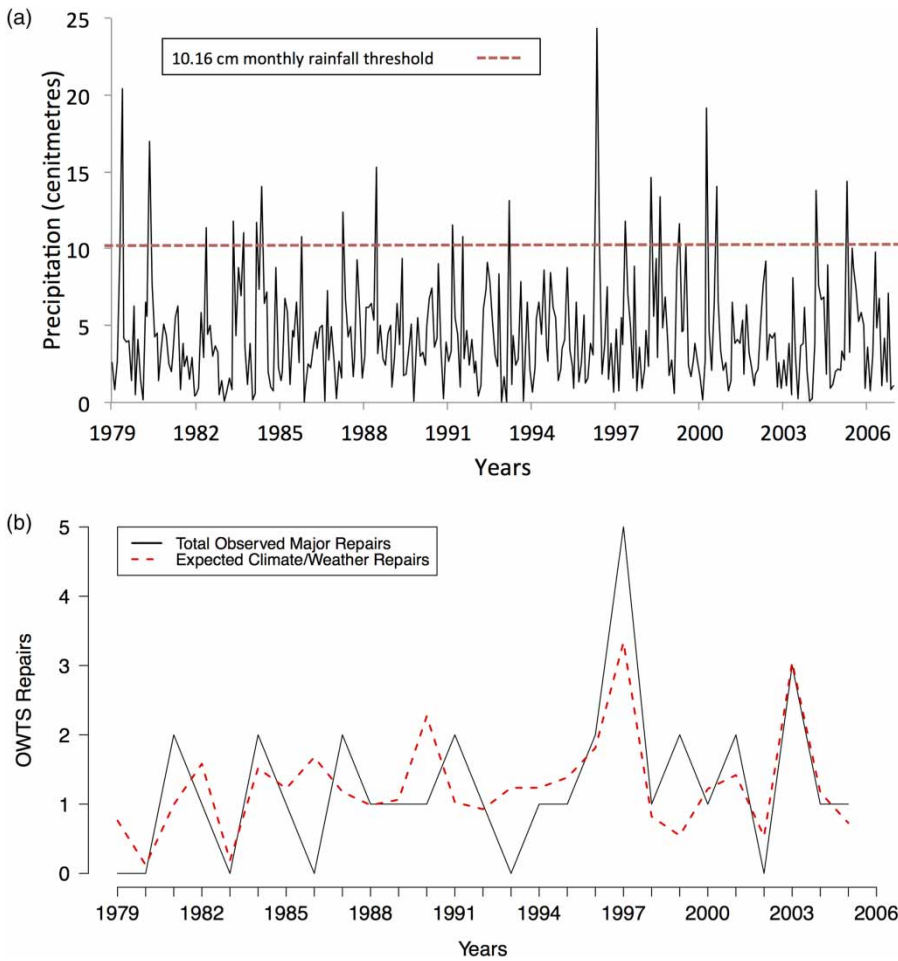 (a)
25
20
15
10
5
0
Precipitation (cenitmetres)
10.16 cm monthly rainfall threshold
1979 1982 1985 1988 1991 1994 1997 2000 2003 2006
Years
(b)
5
4
3
2
1
0
OWTS Repairs
Total Observed Major Repairs
Expected Climate/Weather Repairs
1979 1982 1985 1988 1991 1994 1997 2000 2003 2006
Years